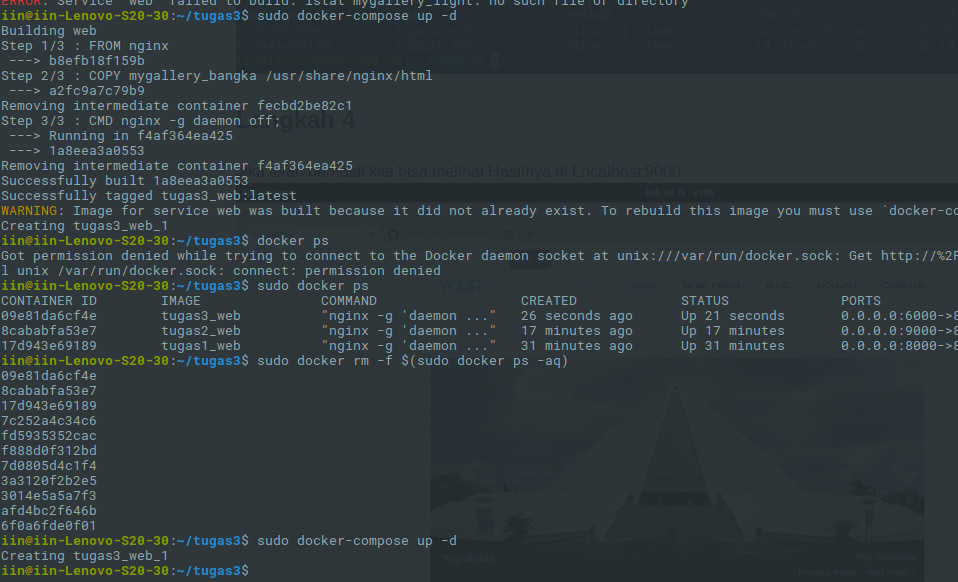 ERROR: Service 'web' failed to build: lstat mygallery_light: no such file or directory
iin@iin-Lenovo-S20-30:~/tugas3$ sudo docker-compose up -d
Building web
Step 1/3 : FROM nginx
 ---> b8efb18f159b
Step 2/3 : COPY mygallery_bangka /usr/share/nginx/html
 ---> a2fc9a7c79b9
Removing intermediate container fecbd2be82c1
Step 3/3 : CMD nginx -g daemon off;
 ---> Running in f4af364ea425
 ---> 1a8eea3a0553
Removing intermediate container f4af364ea425
Successfully built 1a8eea3a0553
Successfully tagged tugas3_web:latest
WARNING: Image for service web was built because it did not already exist. To rebuild this image you must use `docker-co
Creating tugas3_web_1
iin@iin-Lenovo-S20-30:~/tugas3$ docker ps
Got permission denied while trying to connect to the Docker daemon socket at unix:///var/run/docker.sock: Get http://%2F
l unix /var/run/docker.sock: connect: permission denied
iin@iin-Lenovo-S20-30:~/tugas3$ sudo docker ps
CONTAINER ID        IMAGE               COMMAND                  CREATED             STATUS              PORTS
09e81da6cf4e        tugas3_web          "nginx -g 'daemon ..."   26 seconds ago      Up 21 seconds       0.0.0.0:6000->8
8cababfa53e7        tugas2_web          "nginx -g 'daemon ..."   17 minutes ago      Up 17 minutes       0.0.0.0:9000->8
17d943e69189        tugas1_web          "nginx -g 'daemon ..."   31 minutes ago      Up 31 minutes       0.0.0.0:8000->8
iin@iin-Lenovo-S20-30:~/tugas3$ sudo docker rm -f $(sudo docker ps -aq)
09e81da6cf4e
8cababfa53e7
17d943e69189
7c252a4c34c6
fd5935352cac
f888d0f312bd
7d0805d4c1f4
3a3120f2b2e5
3014e5a5a7f3
afd4bc2f646b
6f0a6fde0f01
iin@iin-Lenovo-S20-30:~/tugas3$ sudo docker-compose up -d
Creating tugas3_web_1
iin@iin-Lenovo-S20-30:~/tugas3$
Langkah 4
berhasil kita bisa melihat Hasilnya di Localhost:9000
YOUR
Yogyakarta